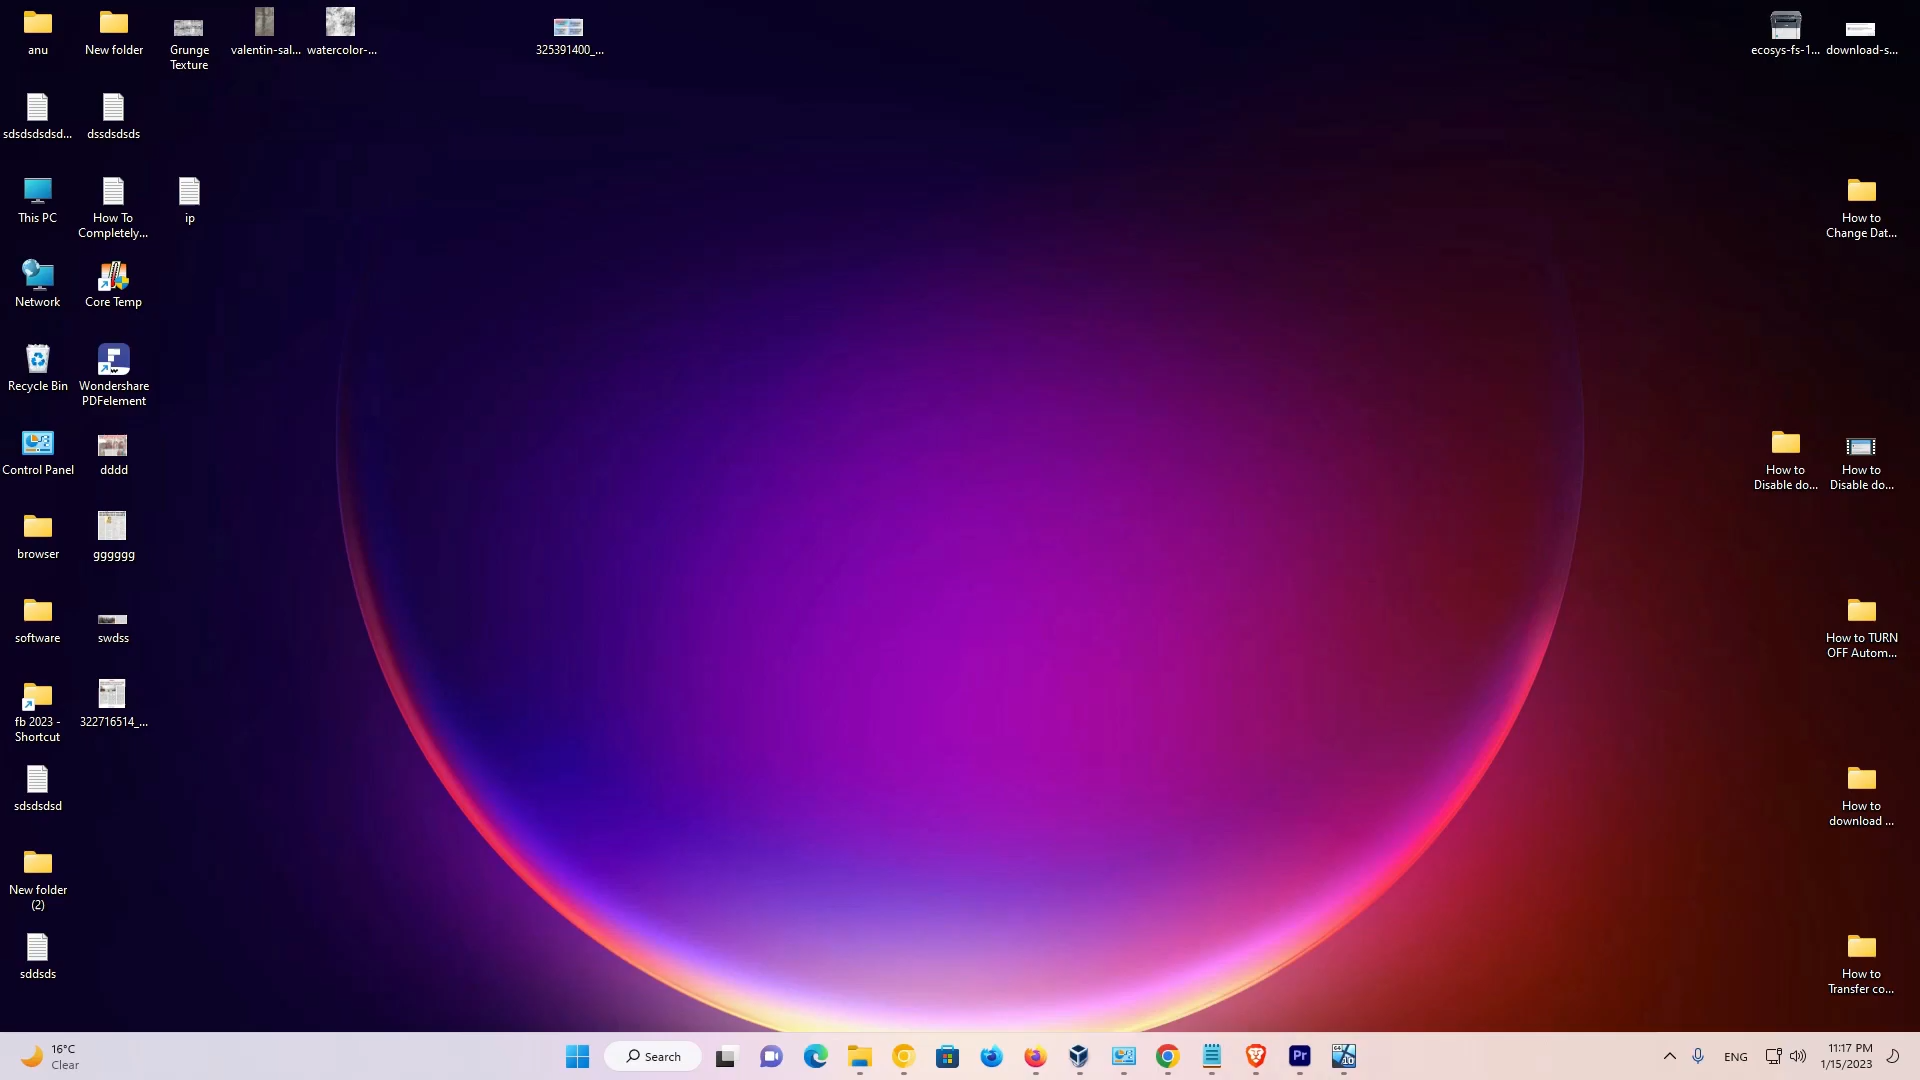 anu
New folder
Grunge
Texture
valentin-sal...
watercolor-...
325391400_...
ecosys-fs-1...
download-s...
sdsdsdsdsd...
dssdsdsds
This PC
How To
Completely...
ip
How to
Change Dat...
Network
Core Temp
Recycle Bin
Wondershare
PDFelement
Control Panel
dddd
How to
Disable do...
How to
Disable do...
browser
gggggg
software
swdss
How to TURN
OFF Autom...
fb 2023 -
Shortcut
322716514_...
sdsdsdsd
How to
download ...
New folder
(2)
sddsds
How to
Transfer co...
16°C
Clear
Search
Pr
64
10
ENG
11:17 PM
1/15/2023